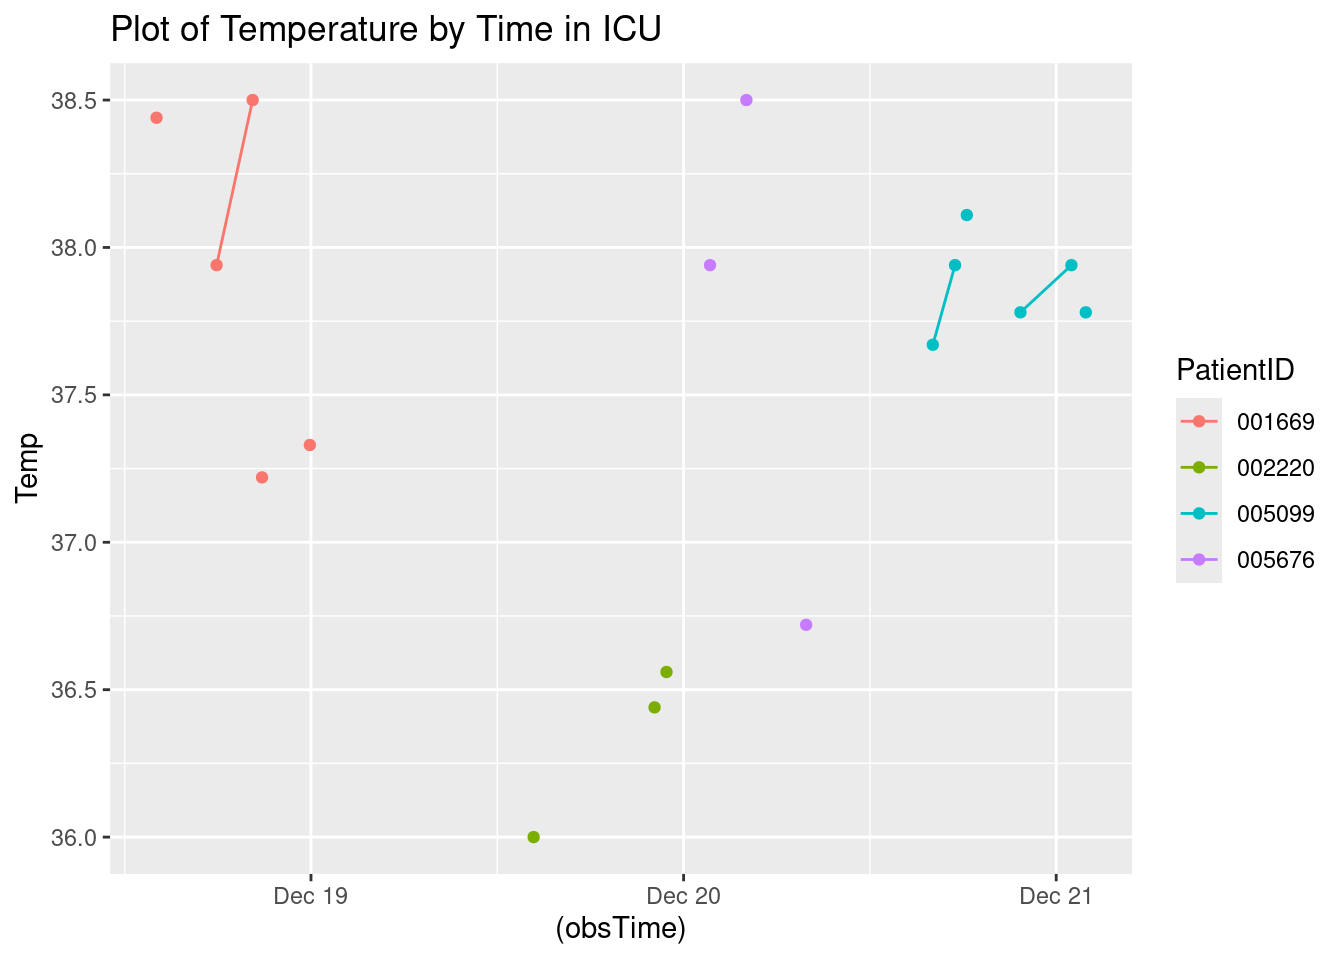 Plot of Temperature by Time in ICU
38.5
38.0
37.5
37.0
36.5
36.0
Temp
Dec 19
Dec 20
Dec 21
(obsTime)
PatientID
001669
002220
005099
005676